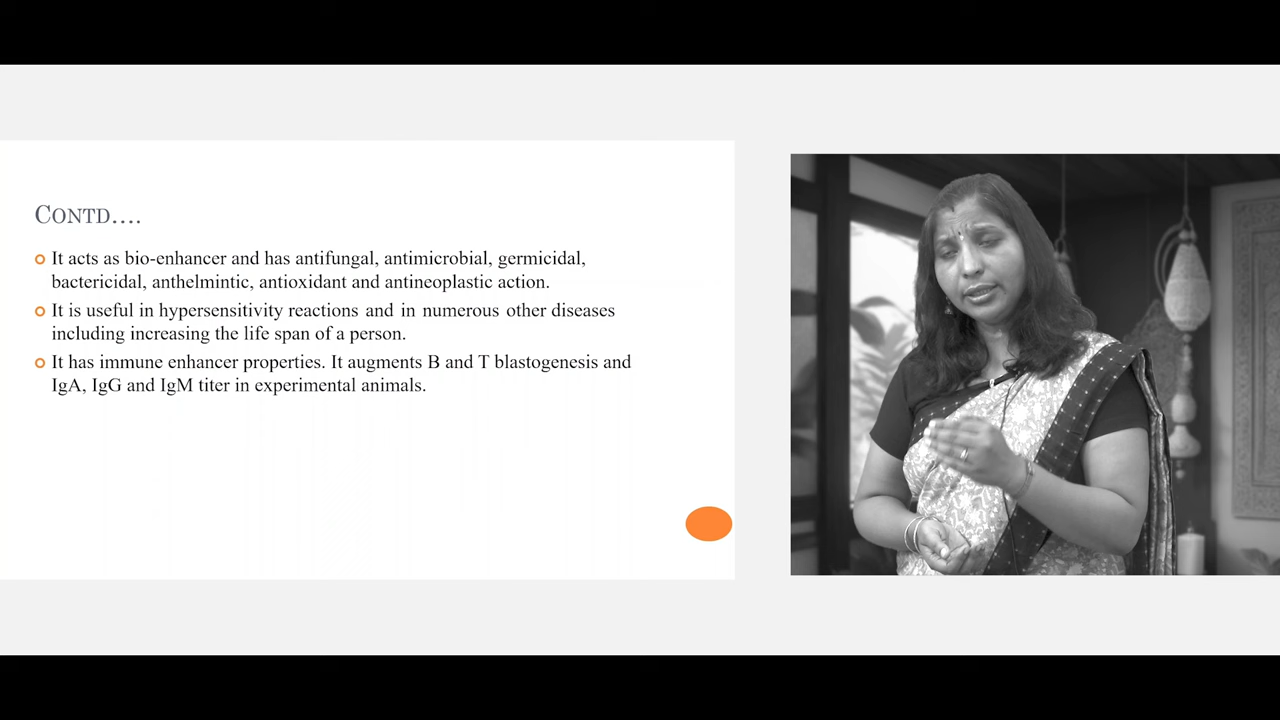 CONTD....
It acts as bio-enhancer and has antifungal, antimicrobial, germicidal,
bactericidal, anthelmintic, antioxidant and antineoplastic action.
It is useful in hypersensitivity reactions and in numerous other diseases
including increasing the life span of a person.
It has immune enhancer properties. It augments B and T blastogenesis and
IgA, IgG and IgM titer in experimental animals.